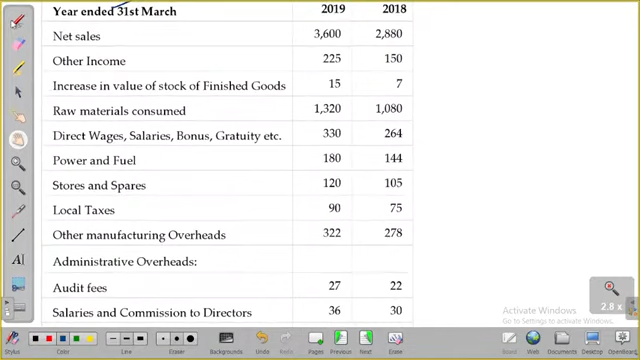 Year ended 31st March 2019 2018
Net sales 3,600 2,880
Other Income 225 150
Increase in value of stock of Finished Goods 15 7
Raw materials consumed 1,320 1,080
Direct Wages, Salaries, Bonus, Gratuity etc. 330 264
Power and Fuel 180 144
Stores and Spares 120 105
Local Taxes 90 75
Other manufacturing Overheads 322 278
Administrative Overheads:
Audit fees 27 22
Salaries and Commission to Directors 36 30
2.8 x
Activate Windows
Go to Settings to activate Windows.
Stylus Color Line Eraser Backgrounds Undo Redo Pages Previous Next Erase Web Documents Desktop OpenBoard